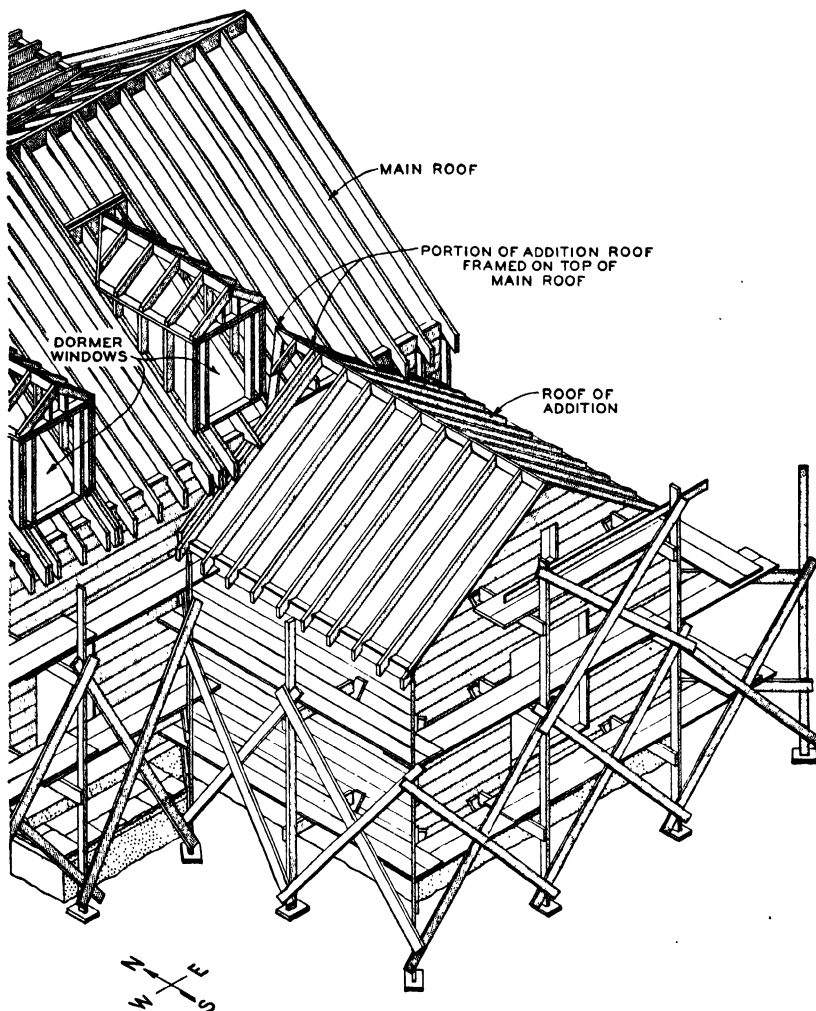 MAIN ROOF
PORTION OF ADDITION ROOF
FRAMED ON TOP OF
MAIN ROOF
DORMER
WINDOWS
ROOF OF
ADDITION
N
E
W
S